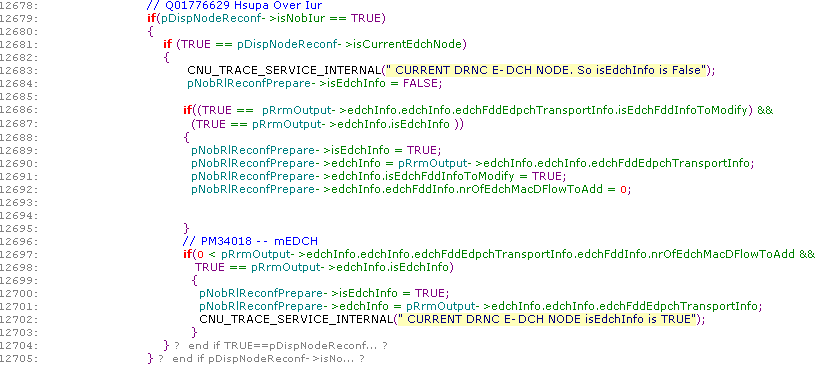 12678: // Q01776629 Hsupa Over Iur
12679: if(pDispNodeReconf->isNobIur == TRUE)
12680: {
12681: if (TRUE == pDispNodeReconf->isCurrentEdchNode)
12682: {
12683: CNU_TRACE_SERVICE_INTERNAL(" CURRENT DRNC E-DCH NODE. So isEdchInfo is False");
12684: pNobRlReconfPrepare->isEdchInfo = FALSE;
12685:
12686: if((TRUE == pRrmOutput->edchInfo.edchInfo.edchFddEdpchTransportInfo.isEdchFddInfoToModify) &&
12687: (TRUE == pRrmOutput->edchInfo.isEdchInfo ))
12688: {
12689: pNobRlReconfPrepare->isEdchInfo = TRUE;
12690: pNobRlReconfPrepare->edchInfo = pRrmOutput->edchInfo.edchInfo.edchFddEdpchTransportInfo;
12691: pNobRlReconfPrepare->edchInfo.isEdchFddInfoToModify = TRUE;
12692: pNobRlReconfPrepare->edchInfo.edchFddInfo.nrOfEdchMacDFlowToAdd = 0;
12693:
12694:
12695: }
12696: // PM34018 -- mEDCH
12697: if(0 < pRrmOutput->edchInfo.edchInfo.edchFddEdpchTransportInfo.edchFddInfo.nrOfEdchMacDFlowToAdd &&
12698: TRUE == pRrmOutput->edchInfo.isEdchInfo)
12699: {
12700: pNobRlReconfPrepare->isEdchInfo = TRUE;
12701: pNobRlReconfPrepare->edchInfo = pRrmOutput->edchInfo.edchInfo.edchFddEdpchTransportInfo;
12702: CNU_TRACE_SERVICE_INTERNAL(" CURRENT DRNC E-DCH NODE isEdchInfo is TRUE");
12703: }
12704: } ? end if TRUE==pDispNodeReconf... ?
12705: } ? end if pDispNodeReconf->isNo... ?